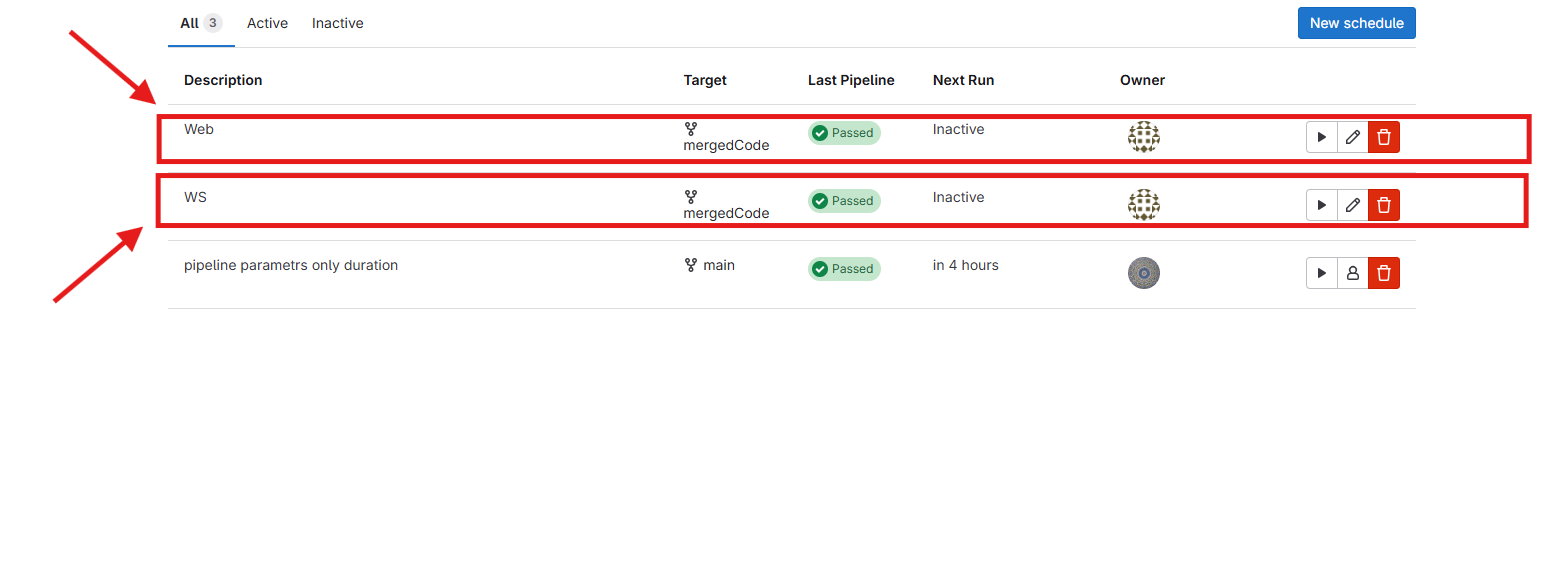 All 3 Active Inactive New schedule
Description Target Last Pipeline Next Run Owner
Web mergedCode Passed Inactive
WS mergedCode Passed Inactive
pipeline parametrs only duration main Passed in 4 hours